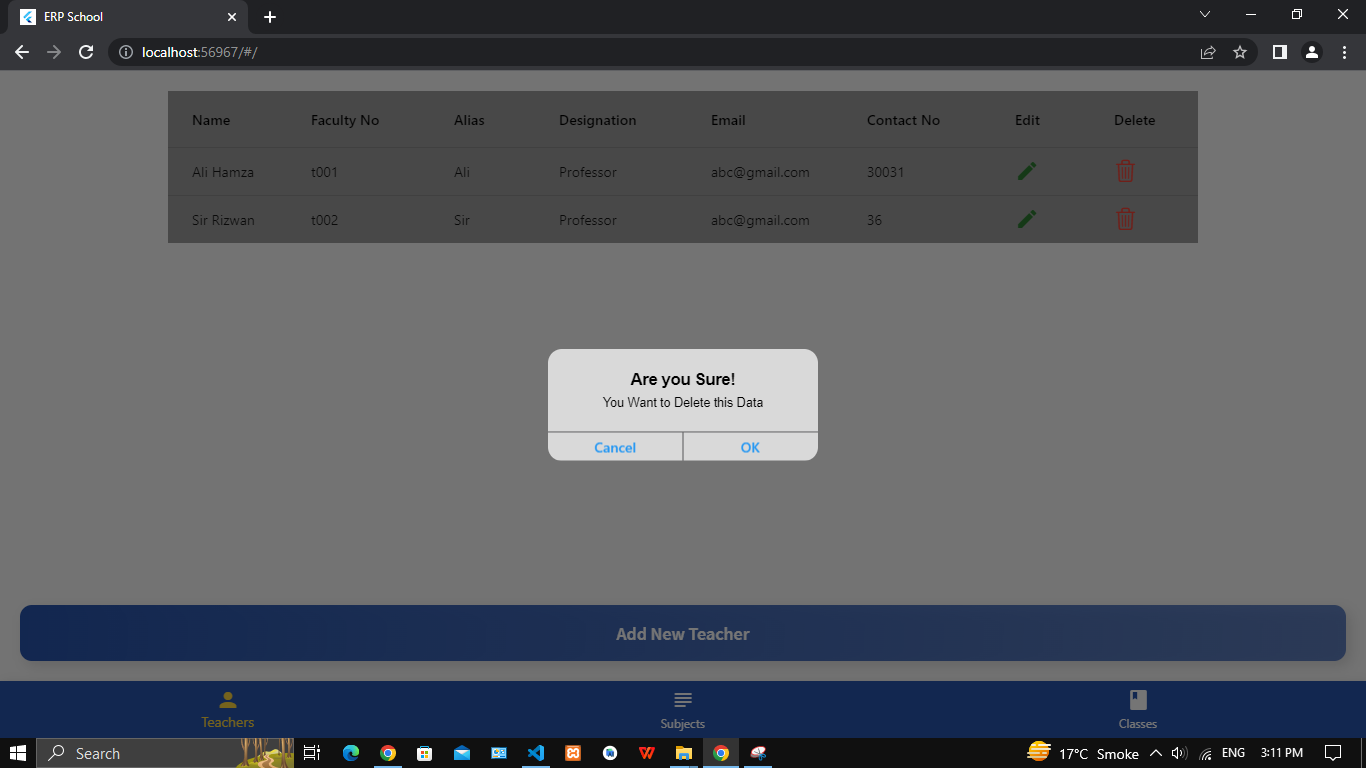 ERP School
localhost:56967/#/
Name Faculty No Alias Designation Email Contact No Edit Delete
Ali Hamza t001 Ali Professor abc@gmail.com 30031
Sir Rizwan t002 Sir Professor abc@gmail.com 36
Are you Sure!
You Want to Delete this Data
Cancel OK
Add New Teacher
Teachers Subjects Classes
Search 17°C Smoke ENG 3:11 PM